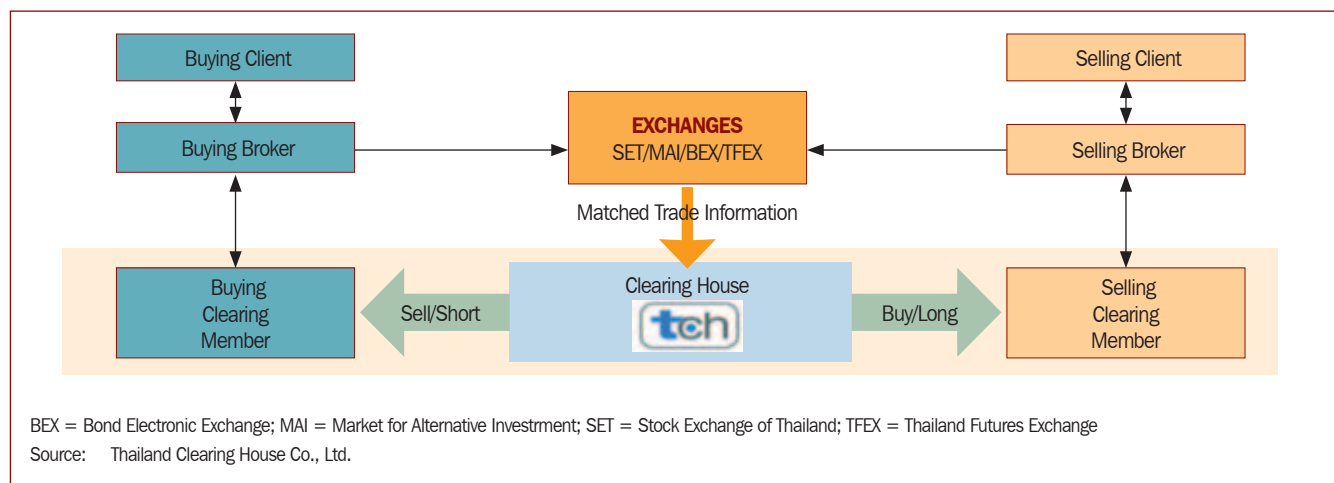 Buying Client
Selling Client
EXCHANGES
SET/MAI/BEX/TFEX
Buying Broker
Selling Broker
Matched Trade Information
Buying
Clearing
Member
Sell/Short
Clearing House
tch
Buy/Long
Selling
Clearing
Member
BEX = Bond Electronic Exchange; MAI = Market for Alternative Investrment; SET = Stock Exchange of Thailand; TFEX = Thailand Futures Exchange
Source: Thailand Clearing House Co., Ltd.